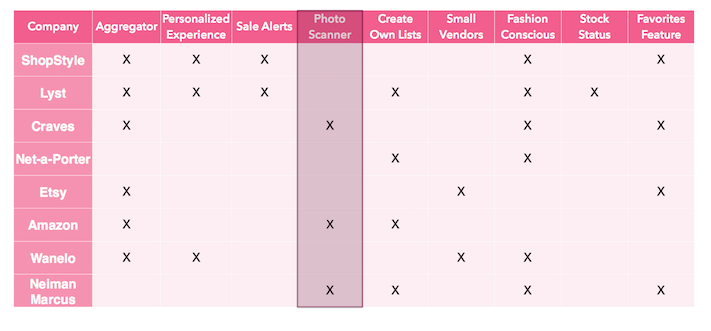 Company Aggregator Personalized Experience Sale Alerts Photo Scanner Create Own Lists Small Vendors Fashion Conscious Stock Status Favorites Feature
ShopStyle X X X X X
Lyst X X X X X X
Craves X X X X
Net-a-Porter X X
Etsy X X X
Amazon X X X
Wanelo X X X X
Neiman Marcus X X X X